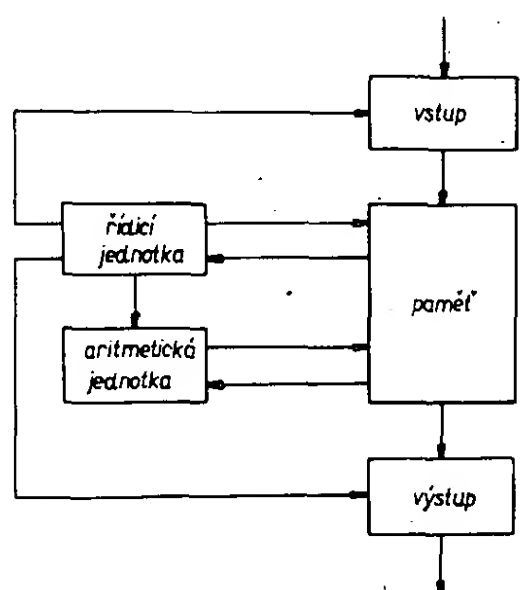 vstup
řídicí
jednotka
paměť
aritmetická
jednotka
výstup